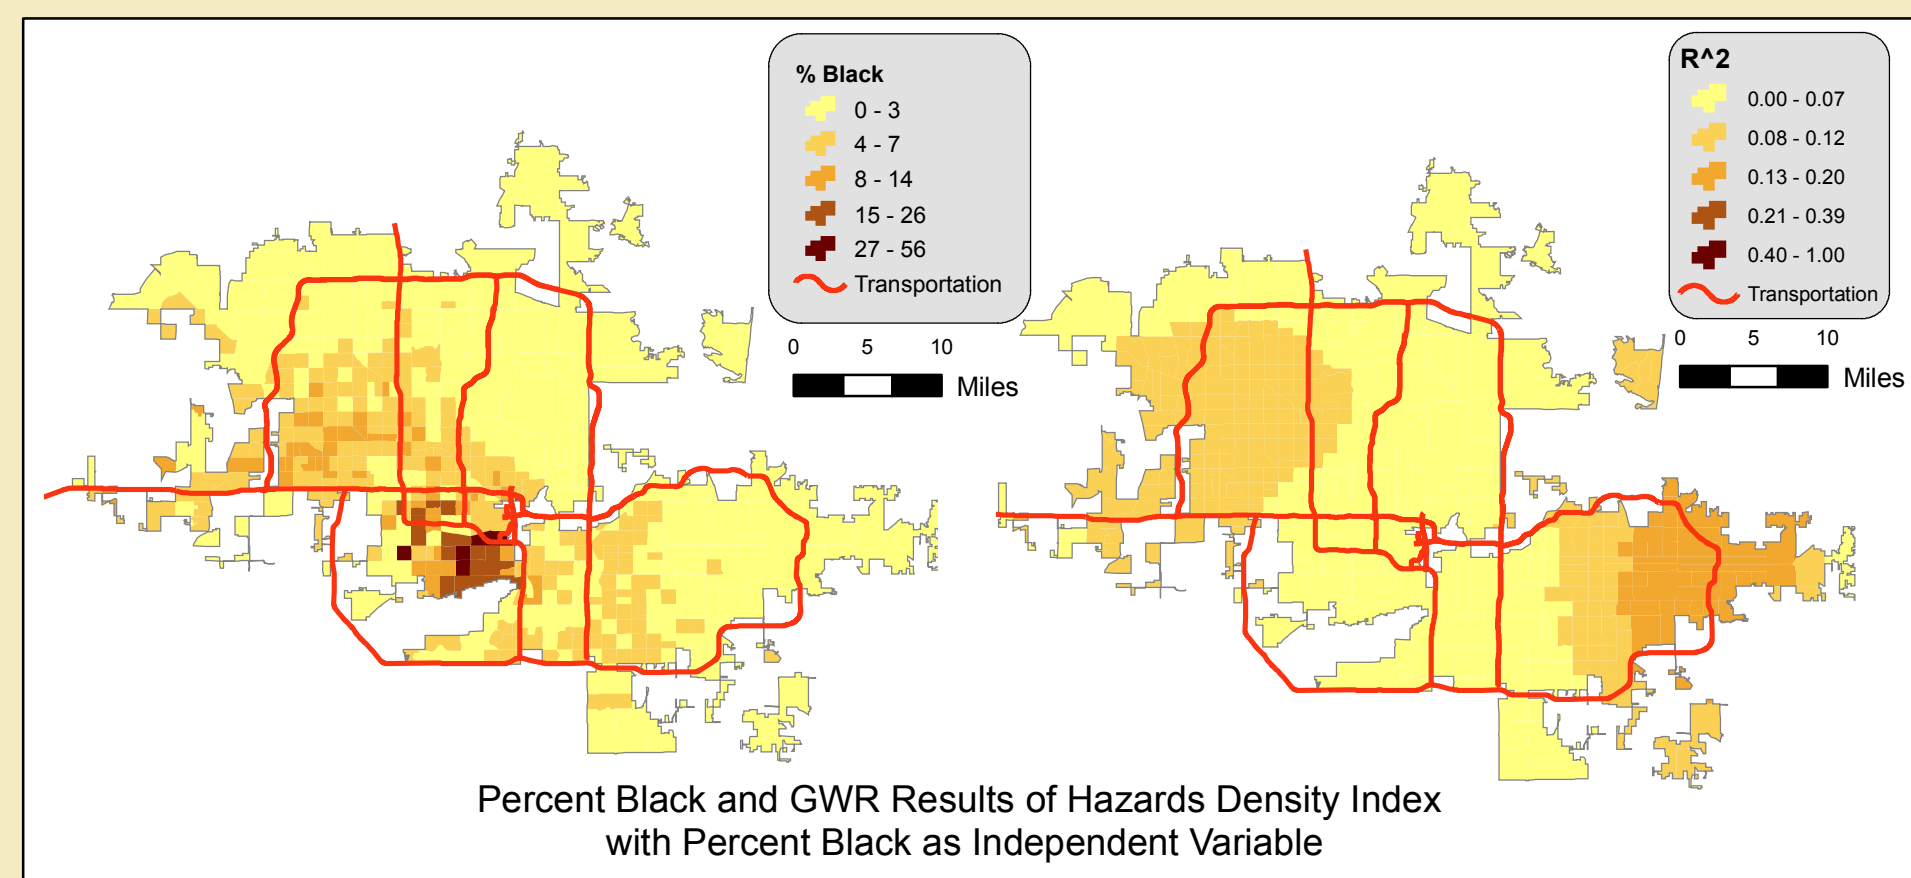 % Black
0 - 3
4 - 7
8 - 14
15 - 26
27 - 56
Transportation
0 5 10
Miles
R^2
0.00 - 0.07
0.08 - 0.12
0.13 - 0.20
0.21 - 0.39
0.40 - 1.00
Transportation
0 5 10
Miles
Percent Black and GWR Results of Hazards Density Index
with Percent Black as Independent Variable